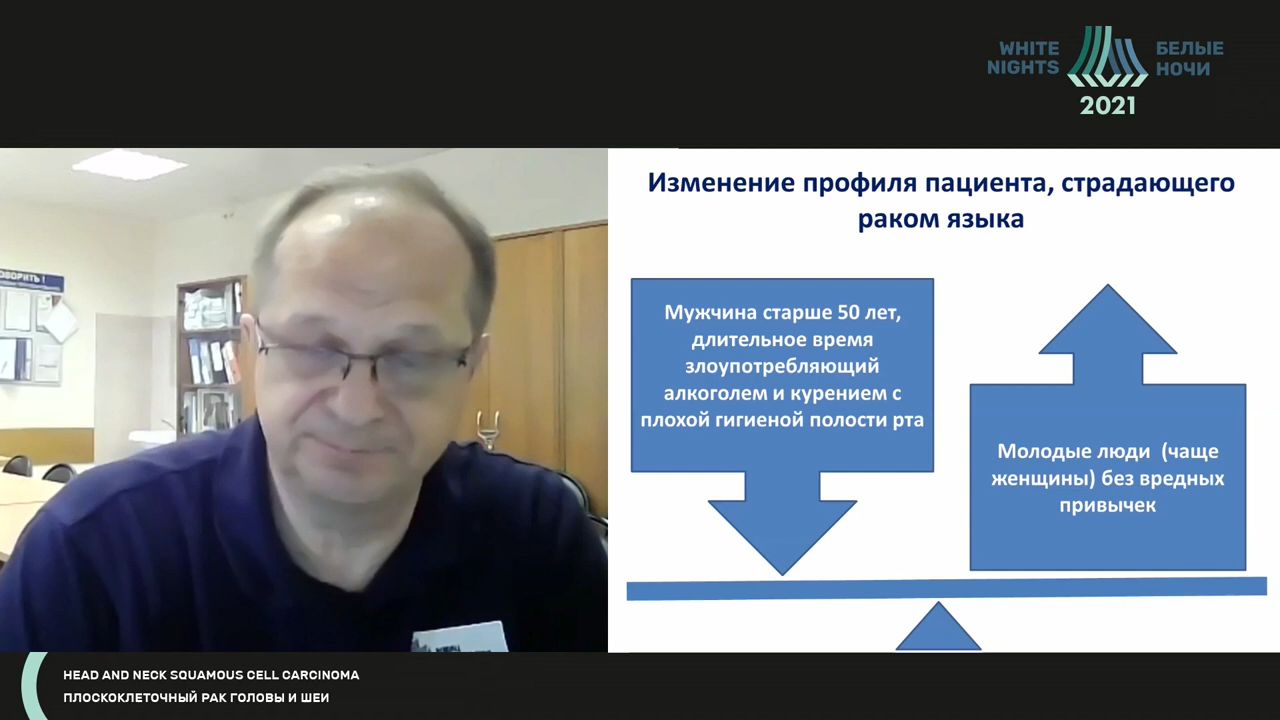 WHITE
NIGHTS
БЕЛЫЕ
НОЧИ
2021
Изменение профиля пациента, страдающего
раком языка
Мужчина старше 50 лет,
длительное время
злоупотребляющий
алкоголем и курением с
плохой гигиеной полости рта
Молодые люди (чаще
женщины) без вредных
привычек
ОВОРИТЬ!
HEAD AND NECK SQUAMOUS CELL CARCINOMA
ПЛОСКОКЛЕТОЧНЫЙ РАК ГОЛОВЫ И ШЕИ